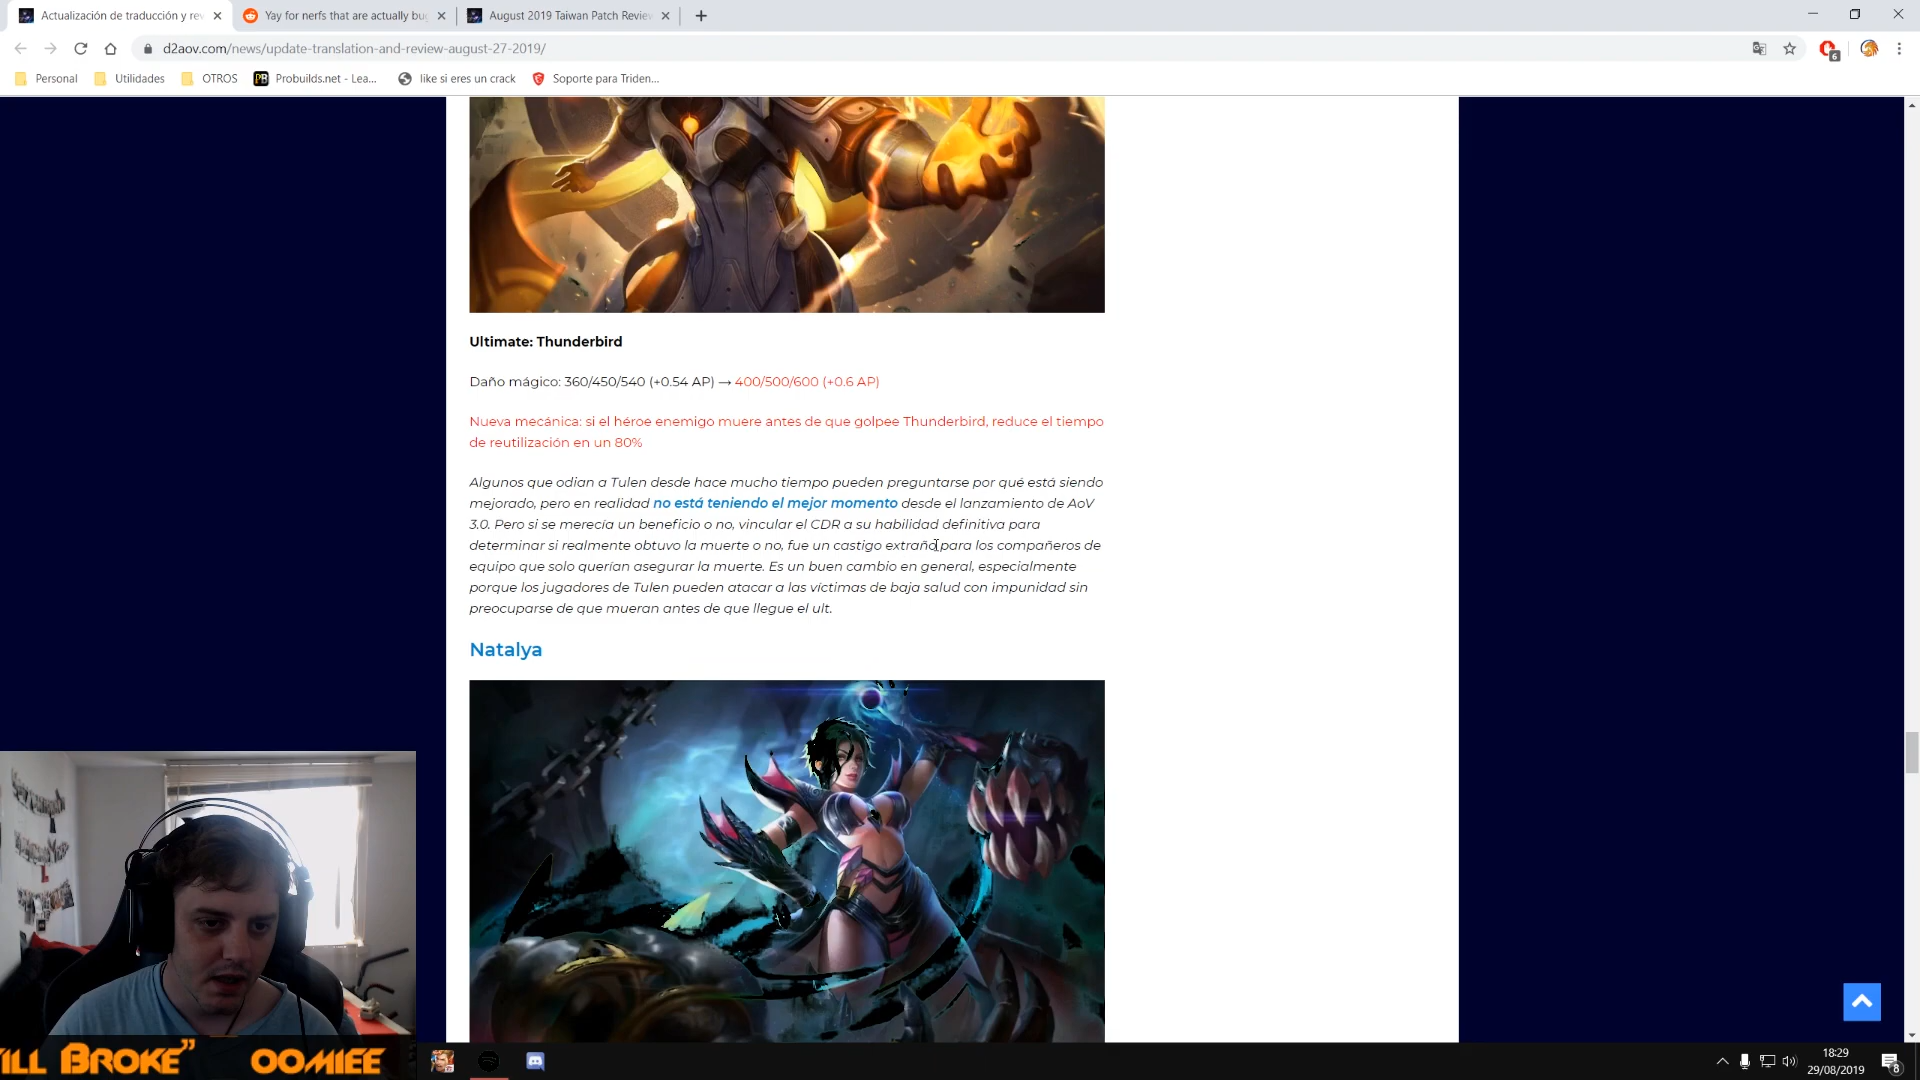 Actualización de traducción y rev
Yay for nerfs that are actually bug
August 2019 Taiwan Patch Review
d2aov.com/news/update-translation-and-review-august-27-2019/
6
Personal
Utilidades
OTROS
PB
Probuilds.net - Lea...
like si eres un crack
Soporte para Triden...
Ultimate: Thunderbird
Daño mágico: 360/450/540 (+0.54 AP) → 400/500/600 (+0.6 AP)
Nueva mecánica: si el héroe enemigo muere antes de que golpee Thunderbird, reduce el tiempo
de reutilización en un 80%
Algunos que odian a Tulen desde hace mucho tiempo pueden preguntarse por qué está siendo
mejorado, pero en realidad no está teniendo el mejor momento desde el lanzamiento de AoV
3.0. Pero si se merecía un beneficio o no, vincular el CDR a su habilidad definitiva para
determinar si realmente obtuvo la muerte o no, fue un castigo extraño para los compañeros de
equipo que solo querían asegurar la muerte. Es un buen cambio en general, especialmente
porque los jugadores de Tulen pueden atacar a las víctimas de baja salud con impunidad sin
preocuparse de que mueran antes de que llegue el ult.
Natalya
ILL BROKE” OOMIEE
18:29
29/08/2019
8